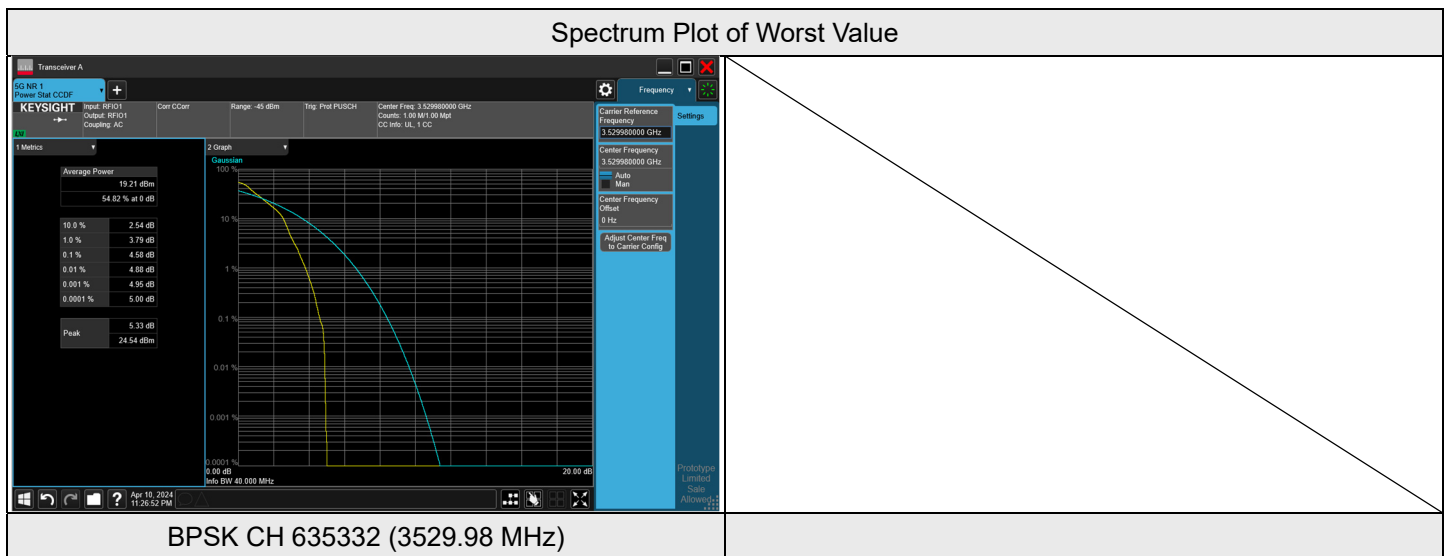 Spectrum Plot of Worst Value
Transceiver A
5G NR 1
Power Stat CCDF
Frequency
KEYSIGHT
Input: RFIO1
Output: RFIO1
Coupling: AC
Corr CCorr
Range: -45 dBm
Trig: Prot PUSCH
Center Freq: 3.529980000 GHz
Counts: 1.00 M/1.00 Mpt
CC Info: UL, 1 CC
LXI
1 Metrics
Average Power
19.21 dBm
54.82 % at 0 dB
10.0 % 2.54 dB
1.0 % 3.79 dB
0.1 % 4.58 dB
0.01 % 4.88 dB
0.001 % 4.95 dB
0.0001 % 5.00 dB
Peak
5.33 dB
24.54 dBm
2 Graph
Gaussian
100 %
10 %
1 %
0.1 %
0.01 %
0.001 %
0.0001 %
0.00 dB
20.00 dB
Info BW 40.000 MHz
Carrier Reference
Frequency
3.529980000 GHz
Center Frequency
3.529980000 GHz
Auto
Man
Center Frequency
Offset
0 Hz
Adjust Center Freq
to Carrier Config
Settings
Prototype
Limited
Sale
Allowed
?
Apr 10, 2024
11:26:52 PM
BPSK CH 635332 (3529.98 MHz)